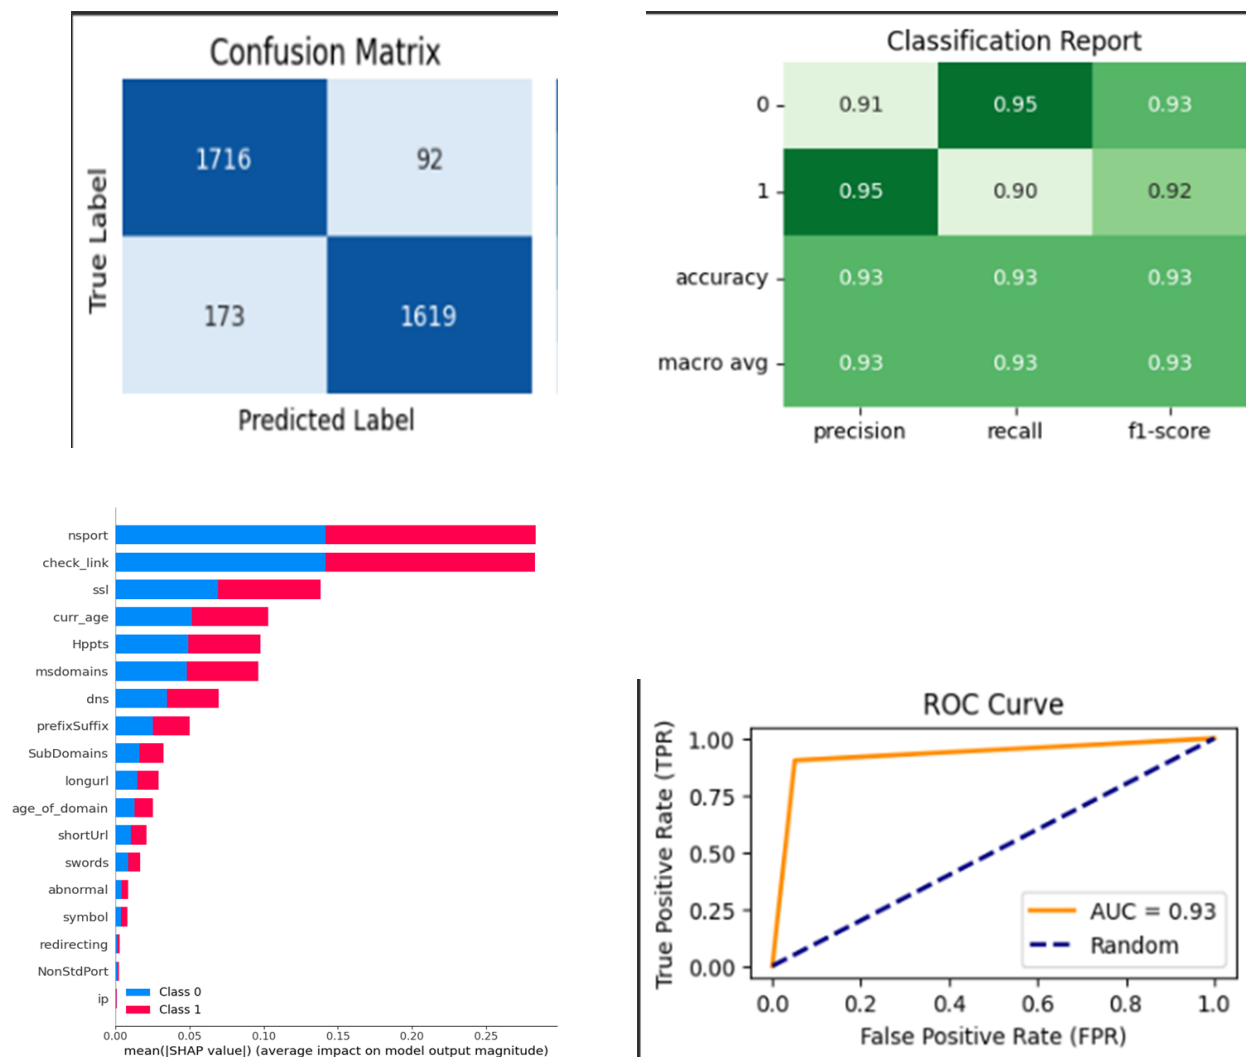 Confusion Matrix
True Label
1716 92
173 1619
Predicted Label
Classification Report
0 0.91 0.95 0.93
1 0.95 0.90 0.92
accuracy 0.93 0.93 0.93
macro avg 0.93 0.93 0.93
precision recall f1-score
nsport
check_link
ssl
curr_age
Hppts
msdomains
dns
prefixSuffix
SubDomains
longurl
age_of_domain
shortUrl
swords
abnormal
symbol
redirecting
NonStdPort
ip
Class 0
Class 1
0.00 0.05 0.10 0.15 0.20 0.25
mean(|SHAP value|) (average impact on model output magnitude)
ROC Curve
True Positive Rate (TPR)
1.00
0.75
0.50
0.25
0.00
AUC = 0.93
Random
0.0 0.2 0.4 0.6 0.8 1.0
False Positive Rate (FPR)